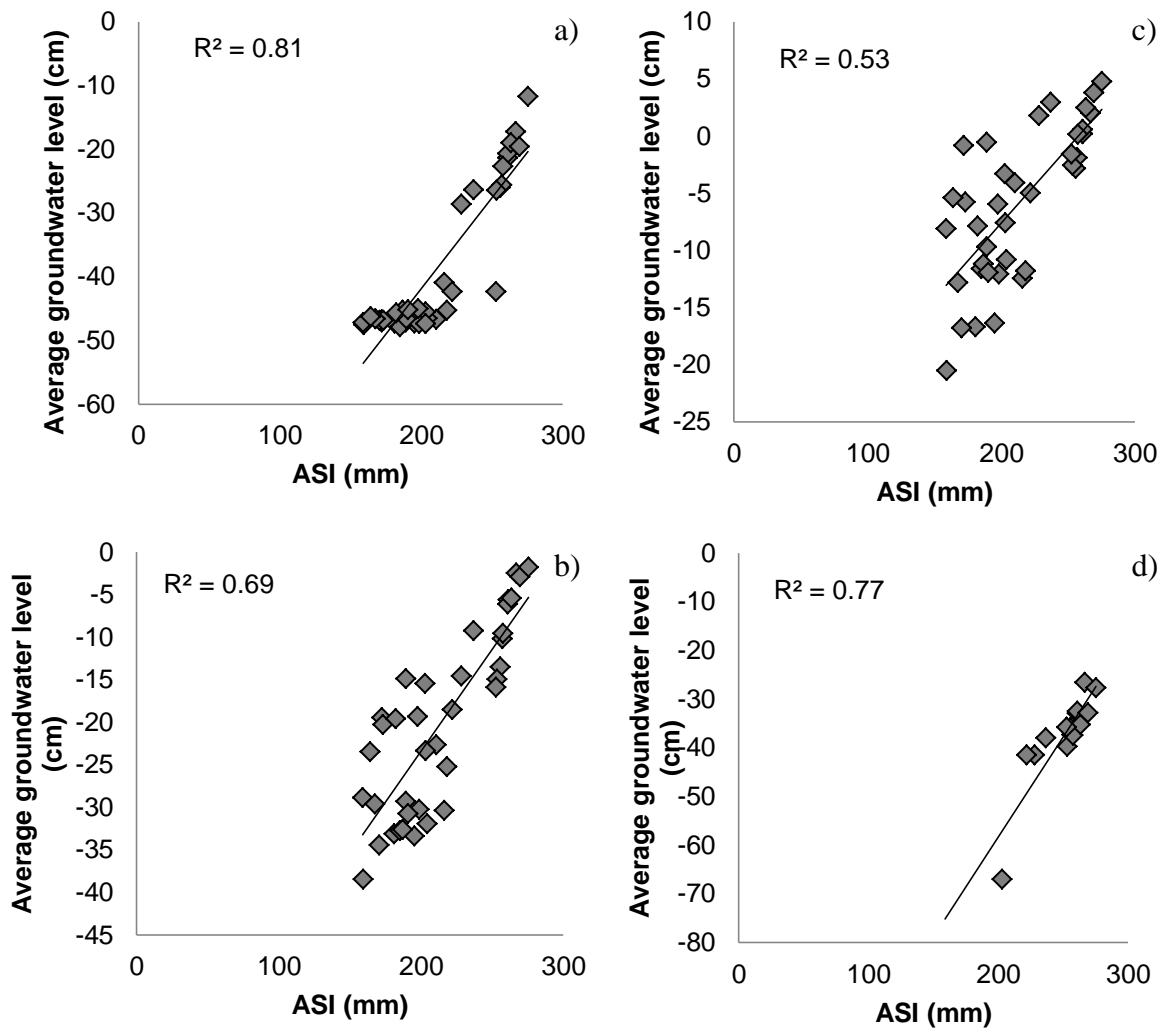 a)
R² = 0.81
Average groundwater level (cm)
0
-10
-20
-30
-40
-50
-60
0 100 200 300
ASI (mm)
c)
R² = 0.53
Average groundwater level (cm)
10
5
0
-5
-10
-15
-20
-25
0 100 200 300
ASI (mm)
b)
R² = 0.69
Average groundwater level
(cm)
0
-5
-10
-15
-20
-25
-30
-35
-40
-45
0 100 200 300
ASI (mm)
d)
R² = 0.77
Average groundwater level
(cm)
0
-10
-20
-30
-40
-50
-60
-70
-80
0 100 200 300
ASI (mm)